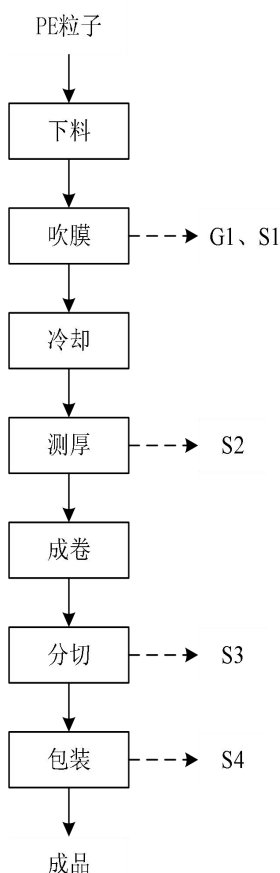 PE粒子
下料
吹膜
G1、S1
冷却
测厚
S2
成卷
分切
S3
包装
S4
成品